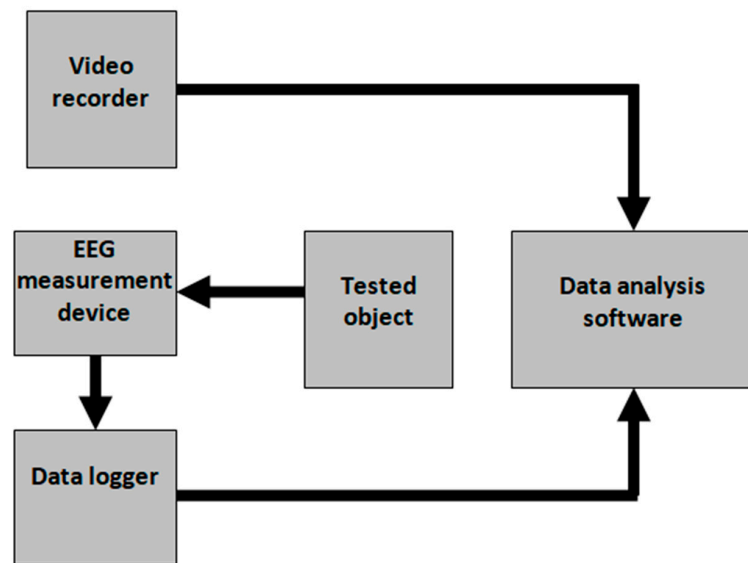 Video
recorder
EEG
measurement
device
Tested
object
Data analysis
software
Data logger